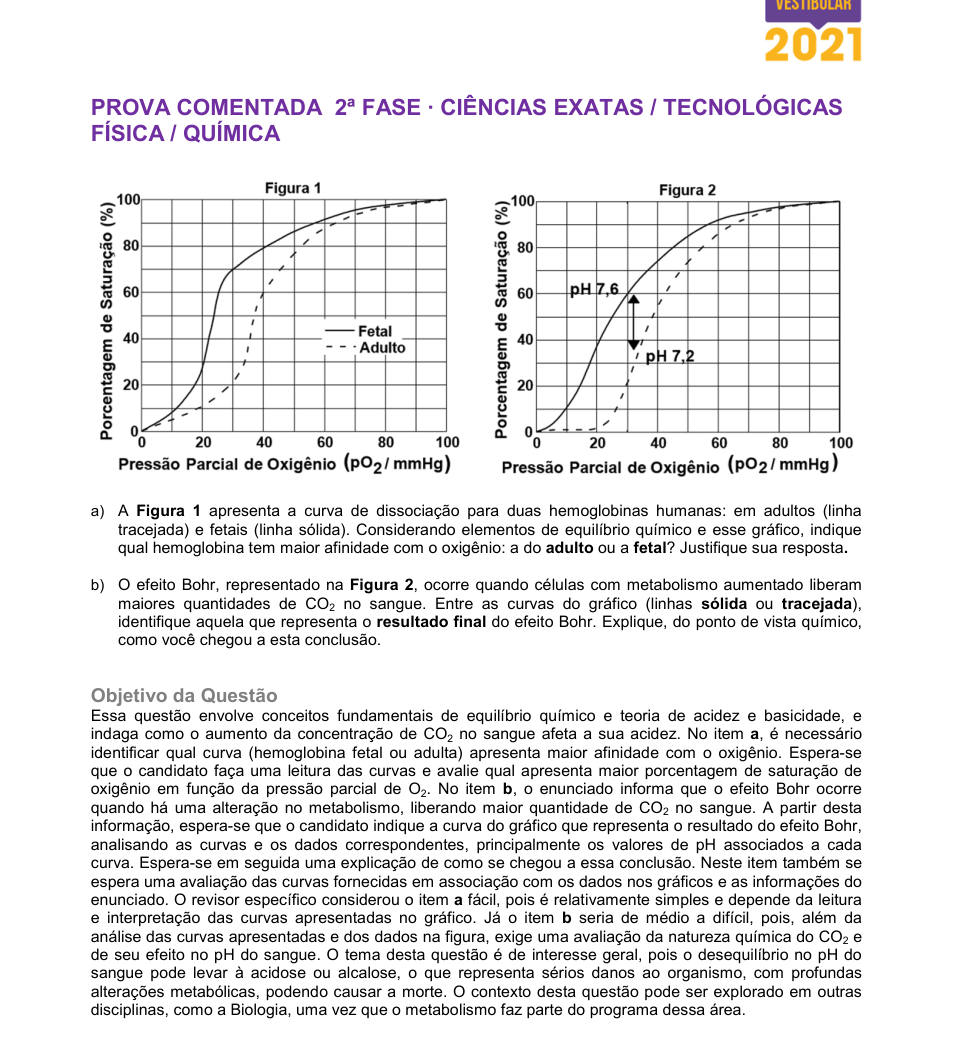 VESTIBULAR
2021
PROVA COMENTADA 2ª FASE · CIÊNCIAS EXATAS / TECNOLÓGICAS
FÍSICA / QUÍMICA
Figura 1
Porcentagem de Saturação (%)
100
80
60
40
20
0
Fetal
Adulto
0 20 40 60 80 100
Pressão Parcial de Oxigênio (pO₂/ mmHg)
Figura 2
Porcentagem de Saturação (%)
100
80
60
40
20
0
pH 7,6
pH 7,2
0 20 40 60 80 100
Pressão Parcial de Oxigênio (pO₂/ mmHg)
a) A Figura 1 apresenta a curva de dissociação para duas hemoglobinas humanas: em adultos (linha
tracejada) e fetais (linha sólida). Considerando elementos de equilíbrio químico e esse gráfico, indique
qual hemoglobina tem maior afinidade com o oxigênio: a do adulto ou a fetal? Justifique sua resposta.
b) O efeito Bohr, representado na Figura 2, ocorre quando células com metabolismo aumentado liberam
maiores quantidades de CO₂ no sangue. Entre as curvas do gráfico (linhas sólida ou tracejada),
identifique aquela que representa o resultado final do efeito Bohr. Explique, do ponto de vista químico,
como você chegou a esta conclusão.
Objetivo da Questão
Essa questão envolve conceitos fundamentais de equilíbrio químico e teoria de acidez e basicidade, e
indaga como o aumento da concentração de CO₂ no sangue afeta a sua acidez. No item a, é necessário
identificar qual curva (hemoglobina fetal ou adulta) apresenta maior afinidade com o oxigênio. Espera-se
que o candidato faça uma leitura das curvas e avalie qual apresenta maior porcentagem de saturação de
oxigênio em função da pressão parcial de O₂. No item b, o enunciado informa que o efeito Bohr ocorre
quando há uma alteração no metabolismo, liberando maior quantidade de CO₂ no sangue. A partir desta
informação, espera-se que o candidato indique a curva do gráfico que representa o resultado do efeito Bohr,
analisando as curvas e os dados correspondentes, principalmente os valores de pH associados a cada
curva. Espera-se em seguida uma explicação de como se chegou a essa conclusão. Neste item também se
espera uma avaliação das curvas fornecidas em associação com os dados nos gráficos e as informações do
enunciado. O revisor específico considerou o item a fácil, pois é relativamente simples e depende da leitura
e interpretação das curvas apresentadas no gráfico. Já o item b seria de médio a difícil, pois, além da
análise das curvas apresentadas e dos dados na figura, exige uma avaliação da natureza química do CO₂ e
de seu efeito no pH do sangue. O tema desta questão é de interesse geral, pois o desequilíbrio no pH do
sangue pode levar à acidose ou alcalose, o que representa sérios danos ao organismo, com profundas
alterações metabólicas, podendo causar a morte. O contexto desta questão pode ser explorado em outras
disciplinas, como a Biologia, uma vez que o metabolismo faz parte do programa dessa área.